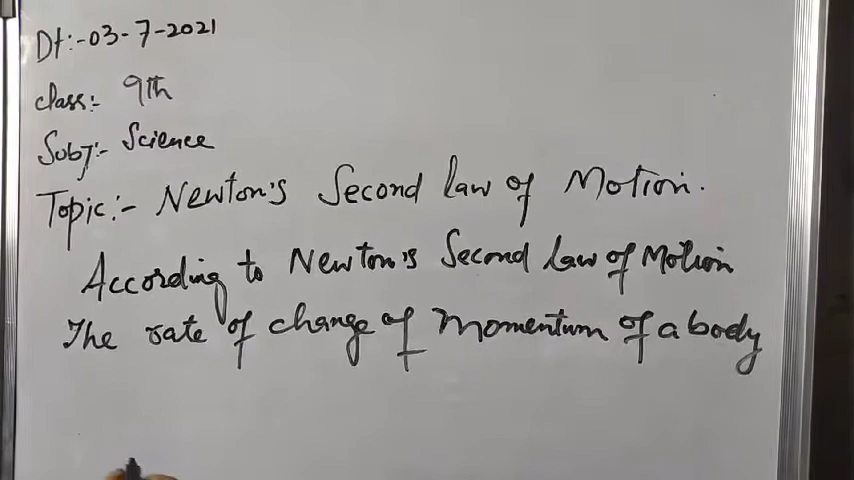 Dt:-03-7-2021
Class:- 9th
Subj:- Science
Topic:- Newton's Second law of Motion.
According to Newton's Second law of Motion
The rate of change of momentum of a body